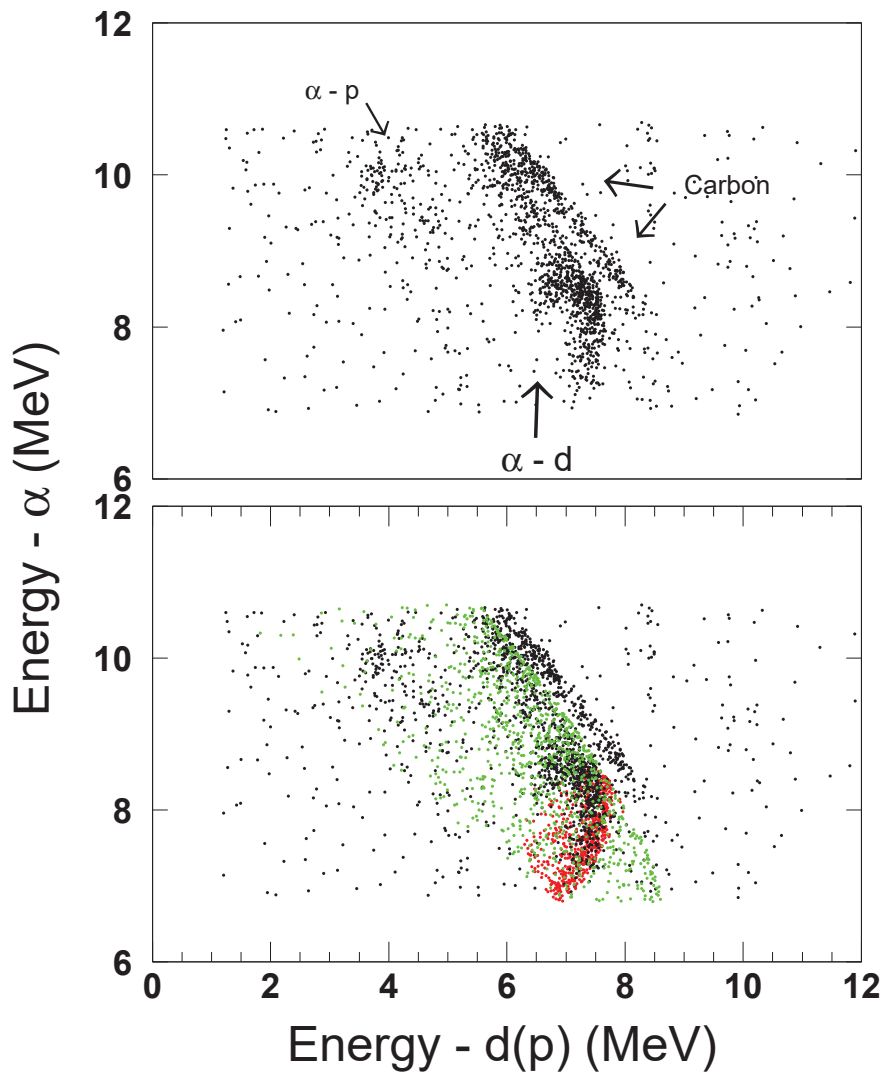 12
α - p
10
Carbon
8
α - d
6
Energy - α (MeV)
12
10
8
6
0 2 4 6 8 10 12
Energy - d(p) (MeV)